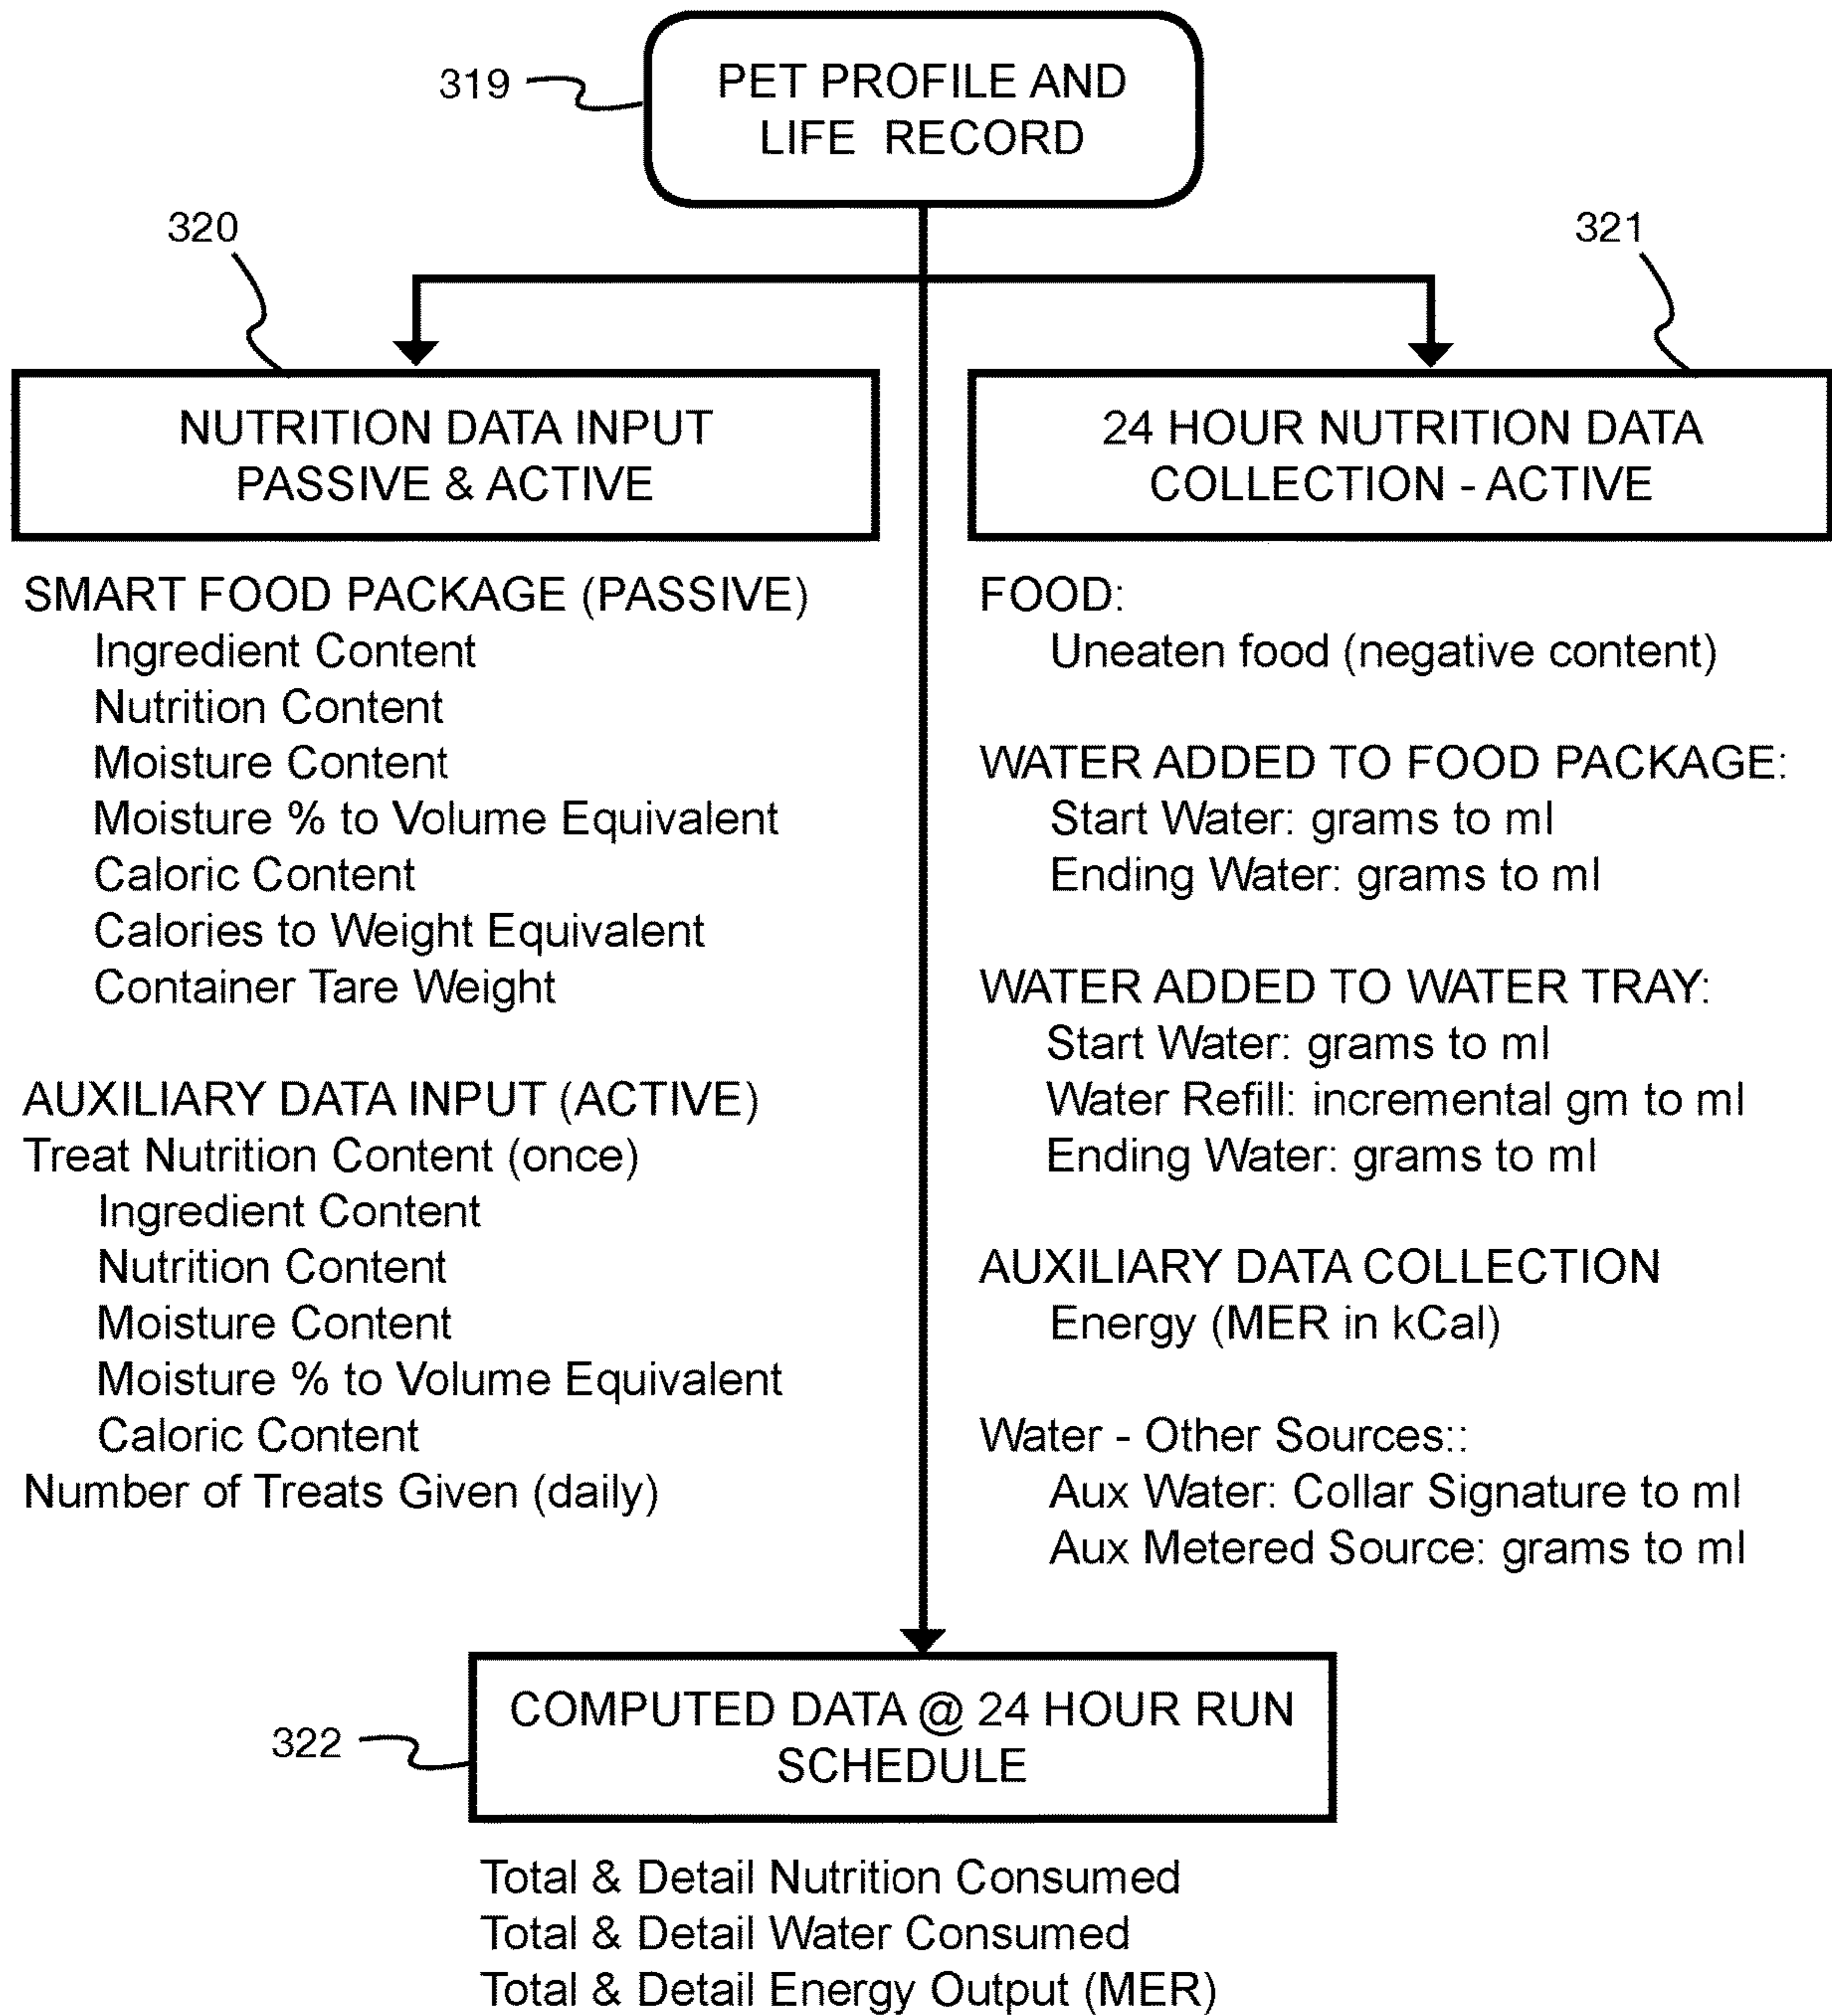 319
PET PROFILE AND
LIFE RECORD
320
321
NUTRITION DATA INPUT
PASSIVE & ACTIVE
SMART FOOD PACKAGE (PASSIVE)
Ingredient Content
Nutrition Content
Moisture Content
Moisture % to Volume Equivalent
Caloric Content
Calories to Weight Equivalent
Container Tare Weight
AUXILIARY DATA INPUT (ACTIVE)
Treat Nutrition Content (once)
Ingredient Content
Nutrition Content
Moisture Content
Moisture % to Volume Equivalent
Caloric Content
Number of Treats Given (daily)
24 HOUR NUTRITION DATA
COLLECTION - ACTIVE
FOOD:
Uneaten food (negative content)
WATER ADDED TO FOOD PACKAGE:
Start Water: grams to ml
Ending Water: grams to ml
WATER ADDED TO WATER TRAY:
Start Water: grams to ml
Water Refill: incremental gm to ml
Ending Water: grams to ml
AUXILIARY DATA COLLECTION
Energy (MER in kCal)
Water - Other Sources::
Aux Water: Collar Signature to ml
Aux Metered Source: grams to ml
322
COMPUTED DATA @ 24 HOUR RUN
SCHEDULE
Total & Detail Nutrition Consumed
Total & Detail Water Consumed
Total & Detail Energy Output (MER)